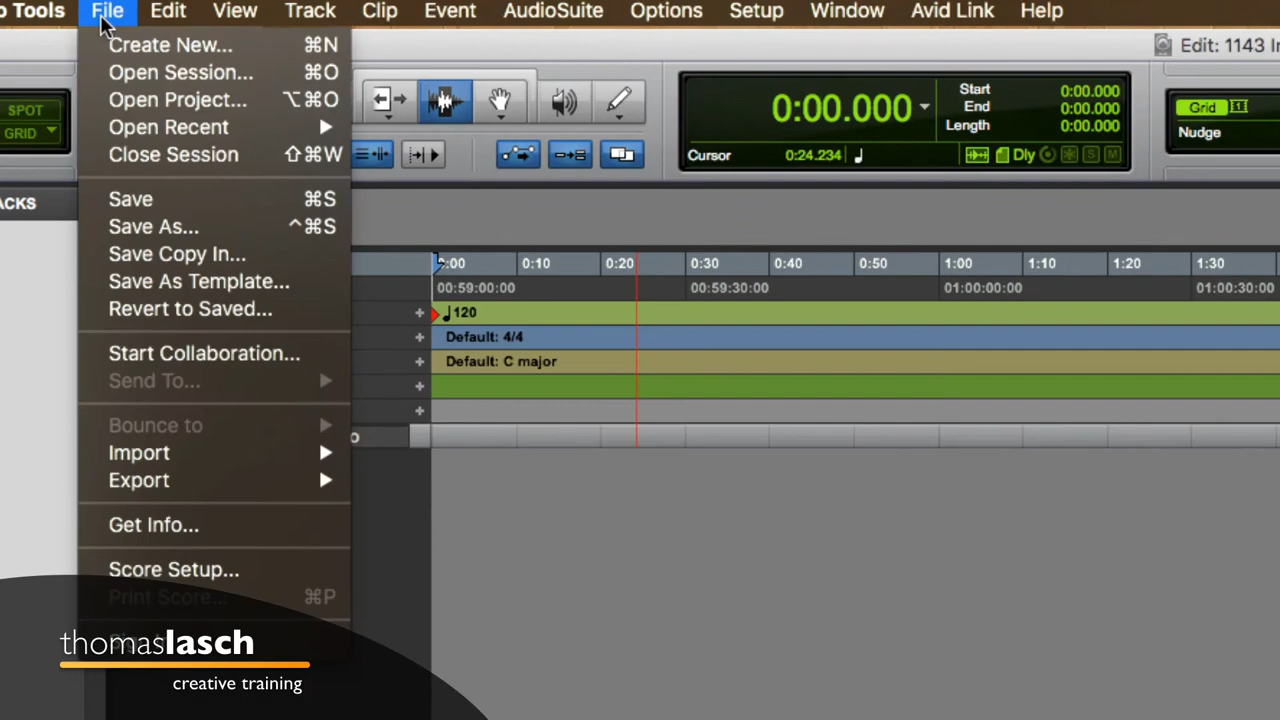 o Tools File Edit View Track Clip Event AudioSuite Options Setup Window Avid Link Help
Edit: 1143
Create New... ⌘N
Open Session... ⌘O
Open Project... ⌥⌘O
Open Recent
Close Session ⇧⌘W
Save ⌘S
Save As... ^⌘S
Save Copy In...
Save As Template...
Revert to Saved...
Start Collaboration...
Send To...
Bounce to
Import
Export
Get Info...
Score Setup...
Print Score... ⌘P
SPOT
GRID
ACKS
0:00.000
Start 0:00.000
End 0:00.000
Length 0:00.000
Cursor 0:24.234
Dly
S M
Grid
Nudge
:00 0:10 0:20 0:30 0:40 0:50 1:00 1:10 1:20 1:30
00:59:00:00 00:59:30:00 01:00:00:00 01:00:30:00
120
Default: 4/4
Default: C major
o
thomaslasch
creative training